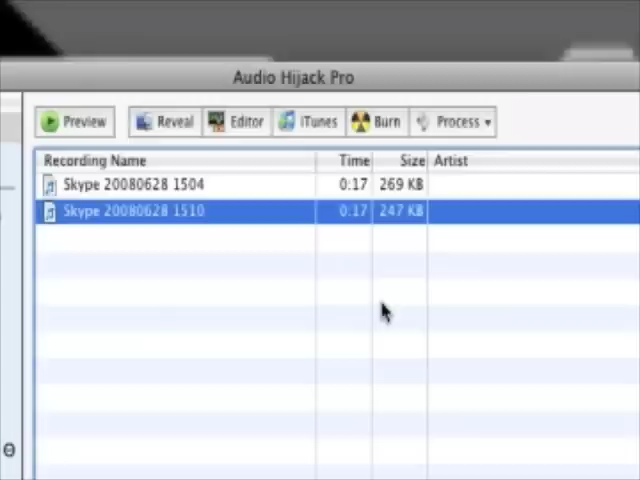 Audio Hijack Pro
Preview Reveal Editor iTunes Burn Process
Recording Name Time Size Artist
Skype 20080628 1504 0:17 269 KB
Skype 20080628 1510 0:17 247 KB